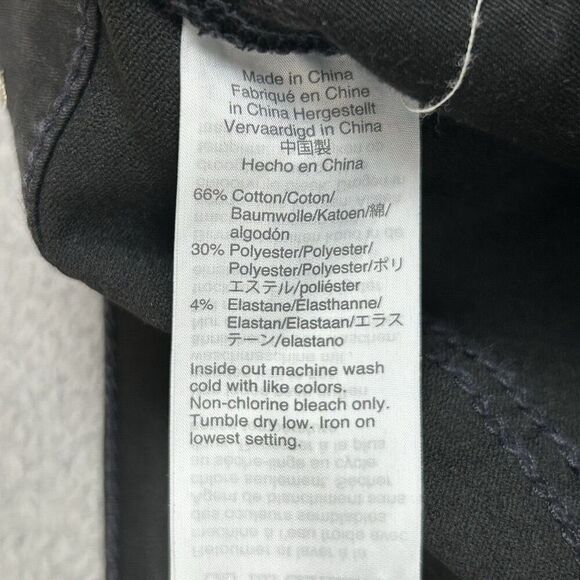 Made in China
Fabriqué en Chine
in China Hergestellt
Vervaardigd in China
中国製
Hecho en China
66% Cotton/Coton/
Baumwolle/Katoen/綿/
algodón
30% Polyester/Polyester/
Polyester/Polyester/ポリ
エステル/poliéster
4% Elastane/Élasthanne/
Elastan/Elastaan/エラス
テーン/elastano
Inside out machine wash
cold with like colors.
Non-chlorine bleach only.
Tumble dry low. Iron on
lowest setting.